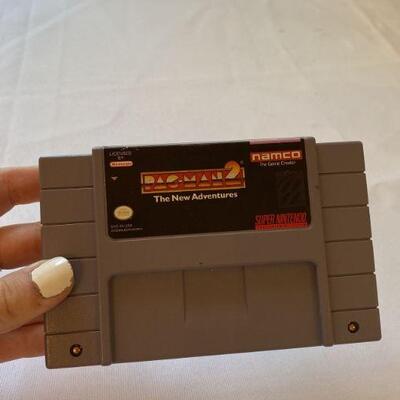 LICENSED
BY
Nintendo
namco
The Game Creator
PAC-MAN 2
The New Adventures
SUPER NINTENDO